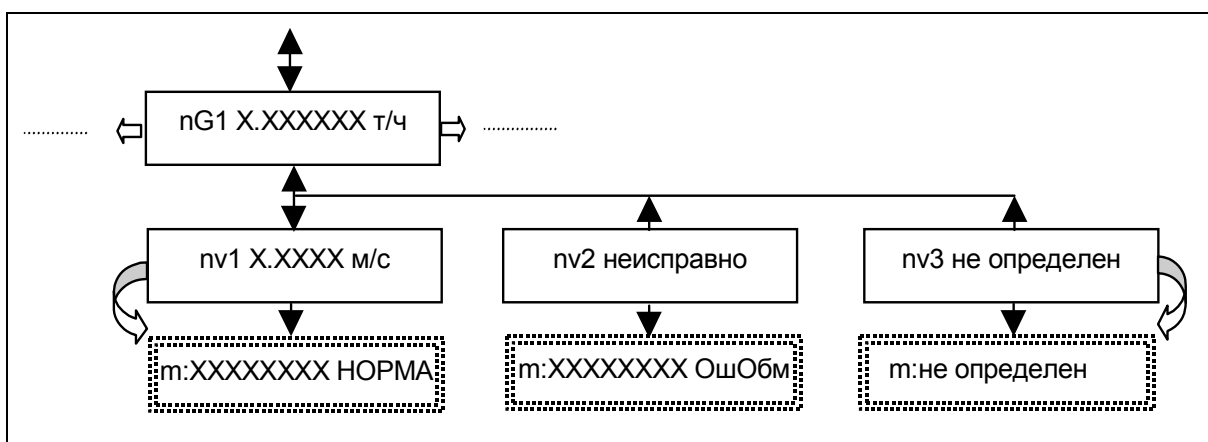 nG1 X.XXXXXX т/ч
nv1 X.XXXX м/с
nv2 неисправно
nv3 не определен
m:XXXXXXXX НОРМА
m:XXXXXXXX ОшОбм
m:не определен